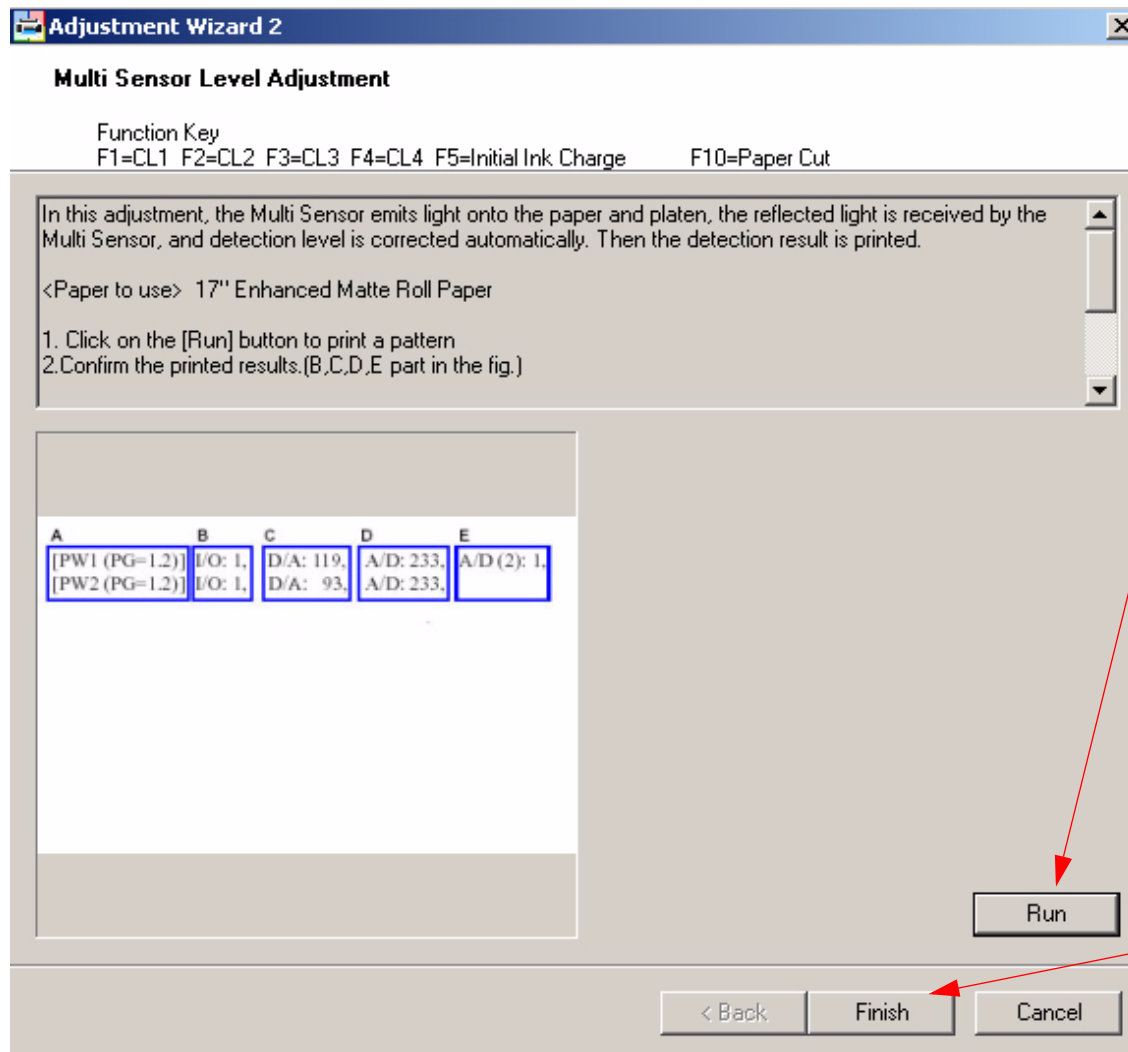 Adjustment Wizard 2
Multi Sensor Level Adjustment
Function Key
F1=CL1 F2=CL2 F3=CL3 F4=CL4 F5=Initial Ink Charge F10=Paper Cut
In this adjustment, the Multi Sensor emits light onto the paper and platen, the reflected light is received by the
Multi Sensor, and detection level is corrected automatically. Then the detection result is printed.
<Paper to use> 17'' Enhanced Matte Roll Paper
1. Click on the [Run] button to print a pattern
2.Confirm the printed results.(B,C,D,E part in the fig.)
A B C D E
[PW1 (PG=1.2)] I/O: 1, D/A: 119, A/D: 233, A/D (2): 1,
[PW2 (PG=1.2)] I/O: 1, D/A: 93, A/D: 233,
Run
< Back Finish Cancel